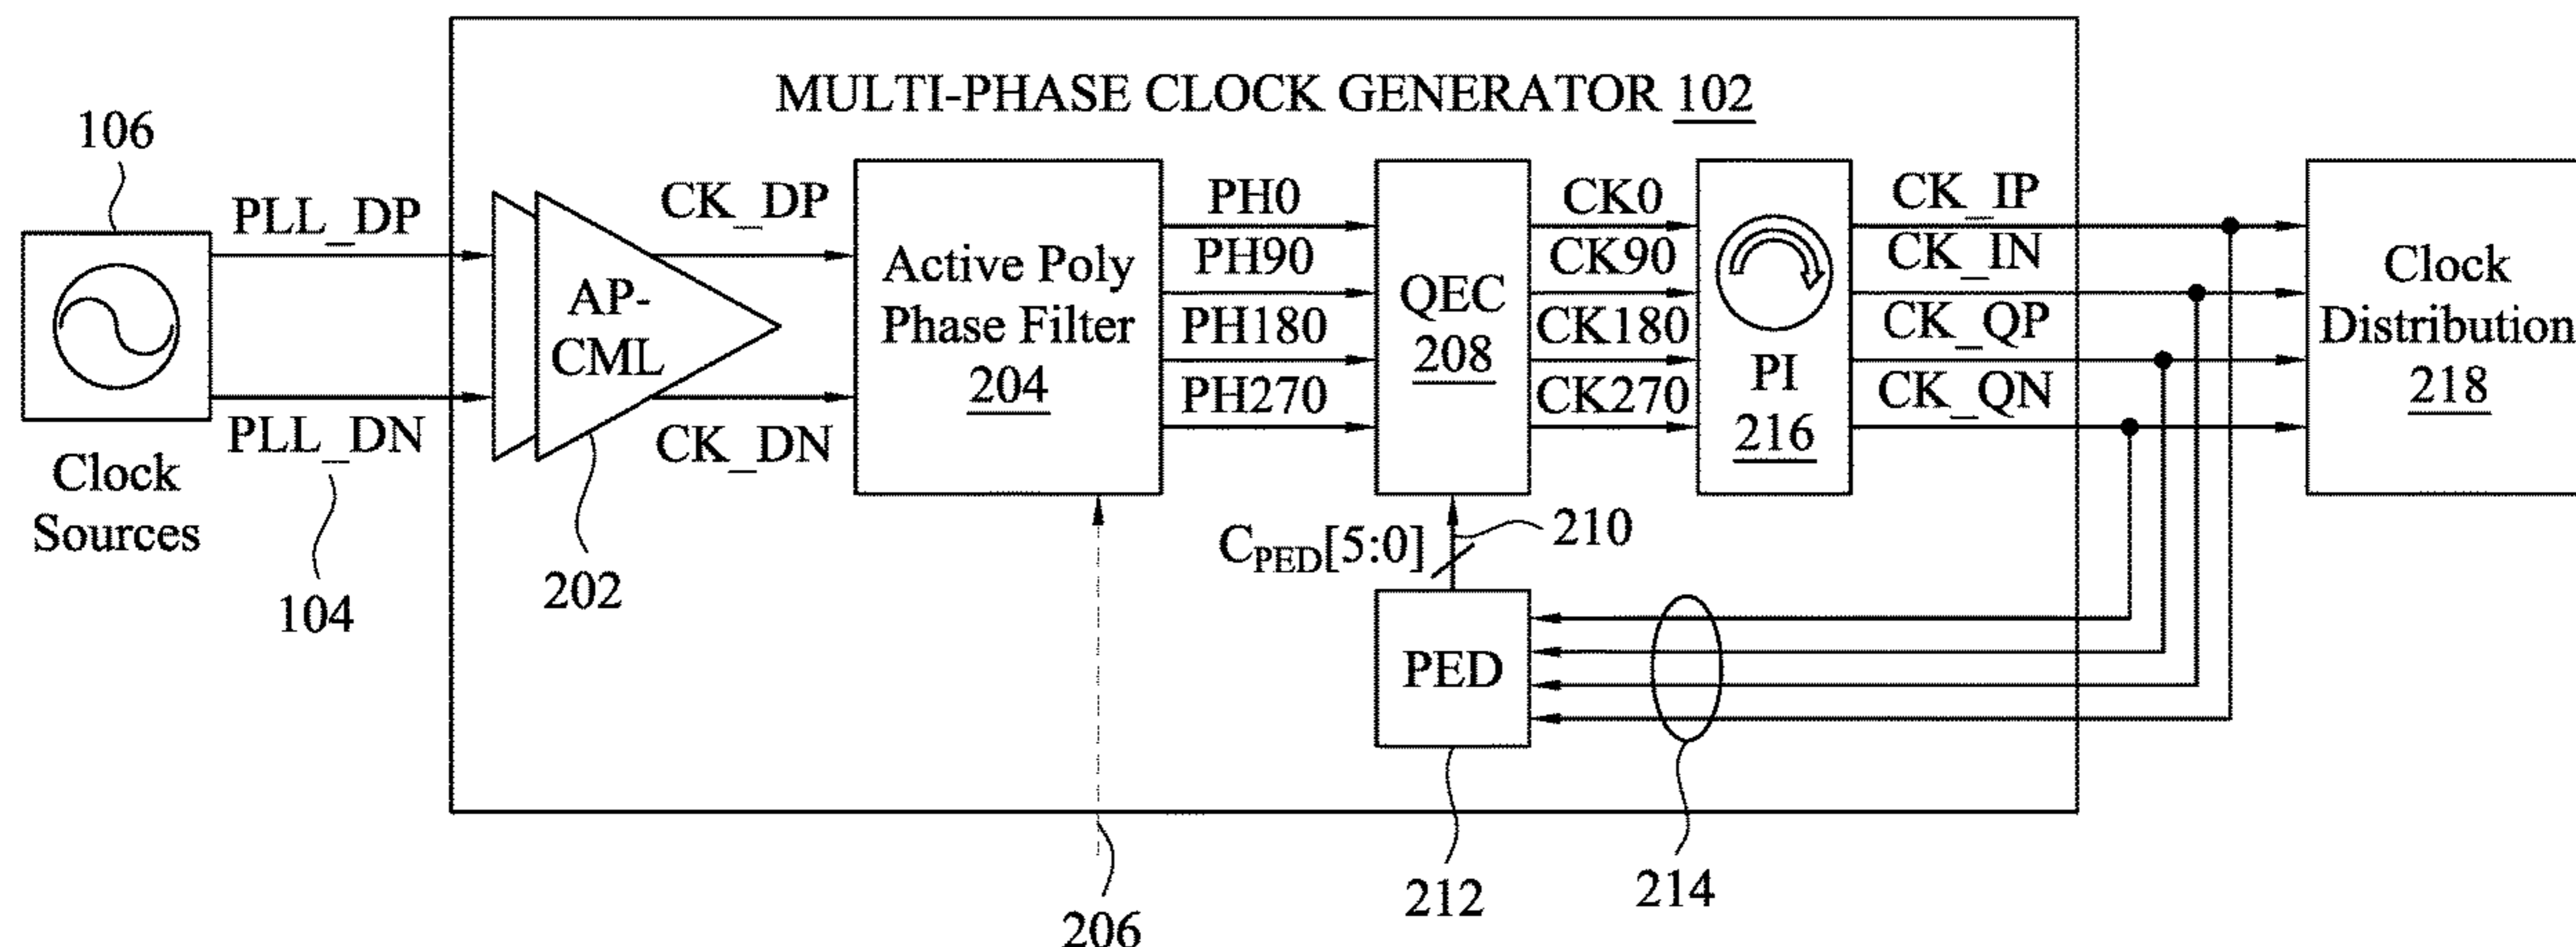 MULTI-PHASE CLOCK GENERATOR 102
106
PLL_DP
PLL_DN
Clock
Sources
104
AP-
CML
202
CK_DP
CK_DN
Active Poly
Phase Filter
204
206
PH0
PH90
PH180
PH270
QEC
208
CK0
CK90
CK180
CK270
PI
216
CK_IP
CK_IN
CK_QP
CK_QN
Clock
Distribution
218
CPED[5:0]
210
PED
212
214